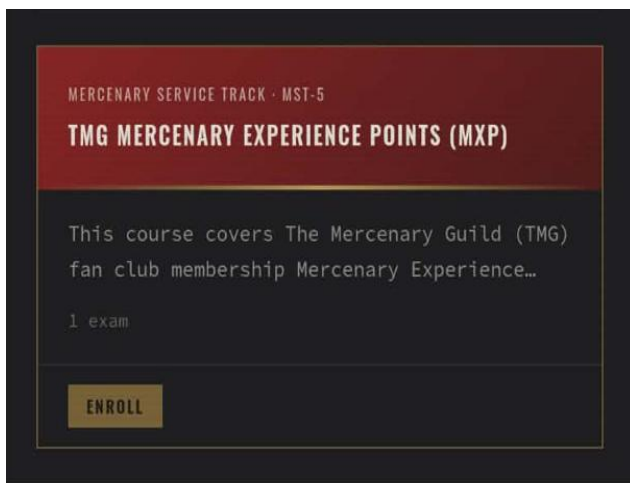 MERCENARY SERVICE TRACK · MST-5
TMG MERCENARY EXPERIENCE POINTS (MXP)
This course covers The Mercenary Guild (TMG)
fan club membership Mercenary Experience…
1 exam
ENROLL